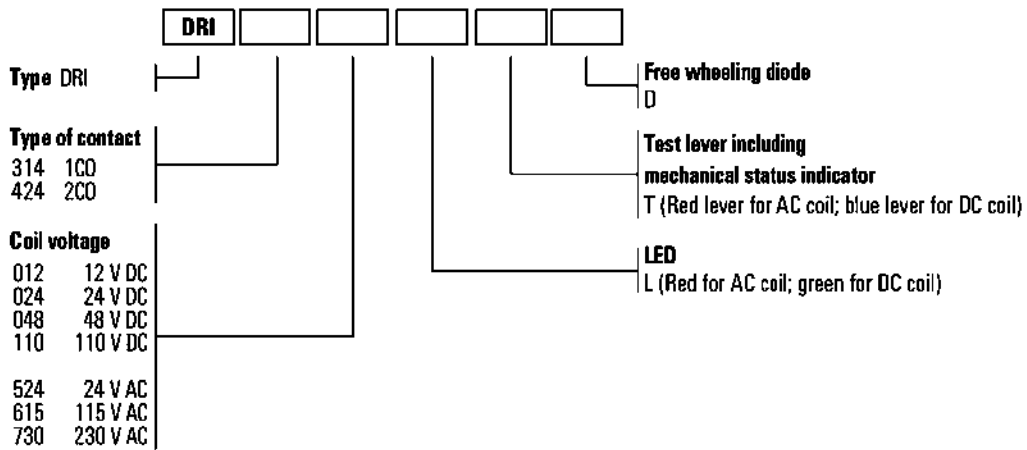 DRI
Type DRI
Type of contact
314 1CO
424 2CO
Coil voltage
012 12 V DC
024 24 V DC
048 48 V DC
110 110 V DC
524 24 V AC
615 115 V AC
730 230 V AC
Free wheeling diode
D
Test lever including
mechanical status indicator
T (Red lever for AC coil; blue lever for DC coil)
LED
L (Red for AC coil; green for DC coil)